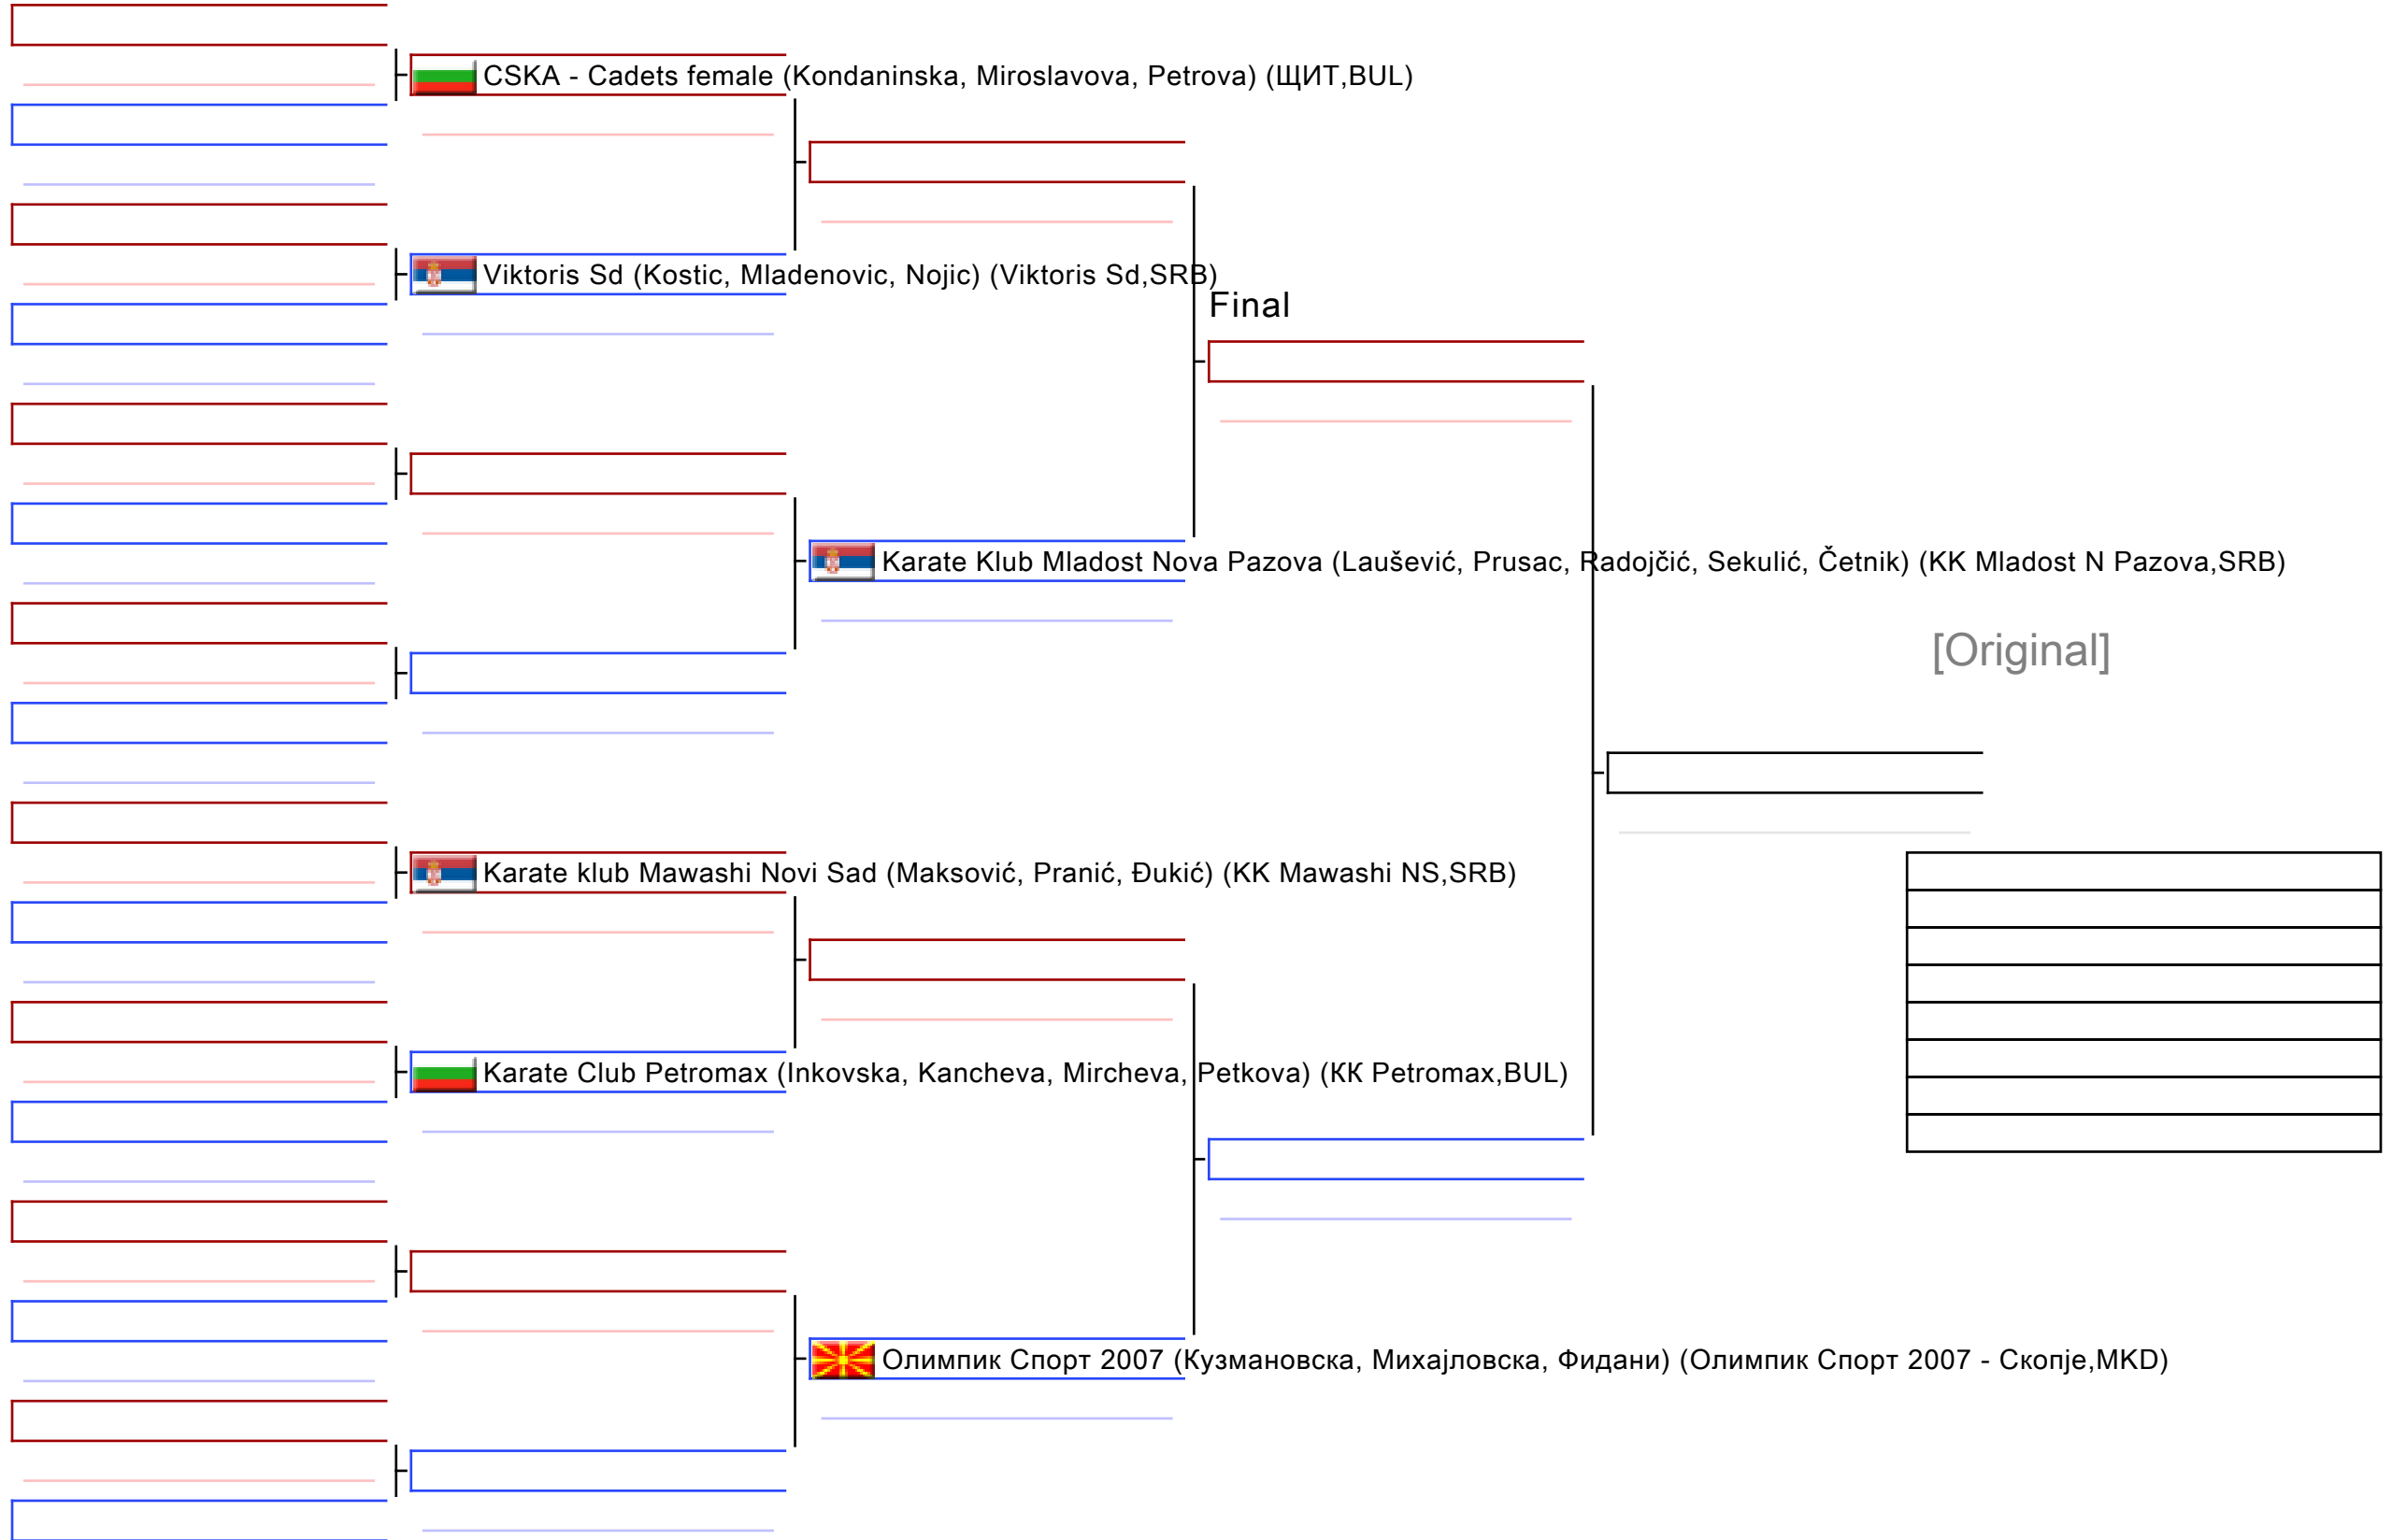 CSKA - Cadets female (Kondaninska, Miroslavova, Petrova) (ЩИТ,BUL)
Viktoris Sd (Kostic, Mladenovic, Nojic) (Viktoris Sd,SRB)
Final
Karate Klub Mladost Nova Pazova (Laušević, Prusac, Radojčić, Sekulić, Četnik) (KK Mladost N Pazova,SRB)
[Original]
Karate klub Mawashi Novi Sad (Maksović, Pranić, Đukić) (KK Mawashi NS,SRB)
Karate Club Petromax (Inkovska, Kancheva, Mircheva, Petkova) (КК Petromax,BUL)
Олимпик Спорт 2007 (Кузмановска, Михајловска, Фидани) (Олимпик Спорт 2007 - Скопје,MKD)